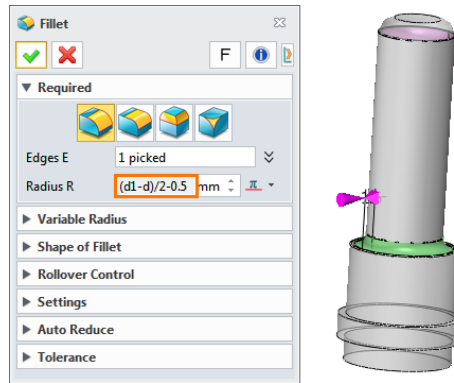 Fillet
F
Required
Edges E 1 picked
Radius R (d1-d)/2-0.5 mm π
Variable Radius
Shape of Fillet
Rollover Control
Settings
Auto Reduce
Tolerance